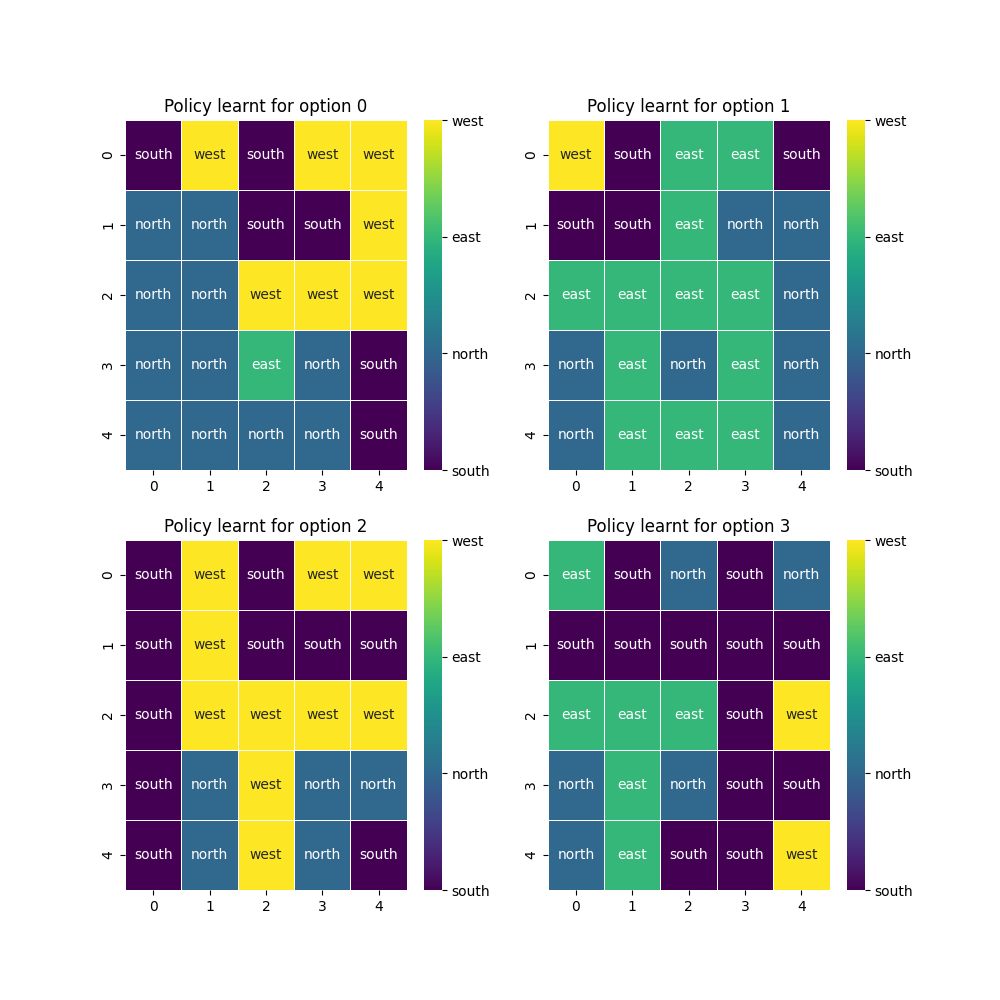 Policy learnt for option 0
0 south west south west west
1 north north south south west
2 north north west west west
3 north north east north south
4 north north north north south
0 1 2 3 4
west
east
north
south
Policy learnt for option 1
0 west south east east south
1 south south east north north
2 east east east east north
3 north east north east north
4 north east east east north
0 1 2 3 4
west
east
north
south
Policy learnt for option 2
0 south west south west west
1 south west south south south
2 south west west west west
3 south north west north north
4 south north west north south
0 1 2 3 4
west
east
north
south
Policy learnt for option 3
0 east south north south north
1 south south south south south
2 east east east south west
3 north east north south south
4 north east south south west
0 1 2 3 4
west
east
north
south